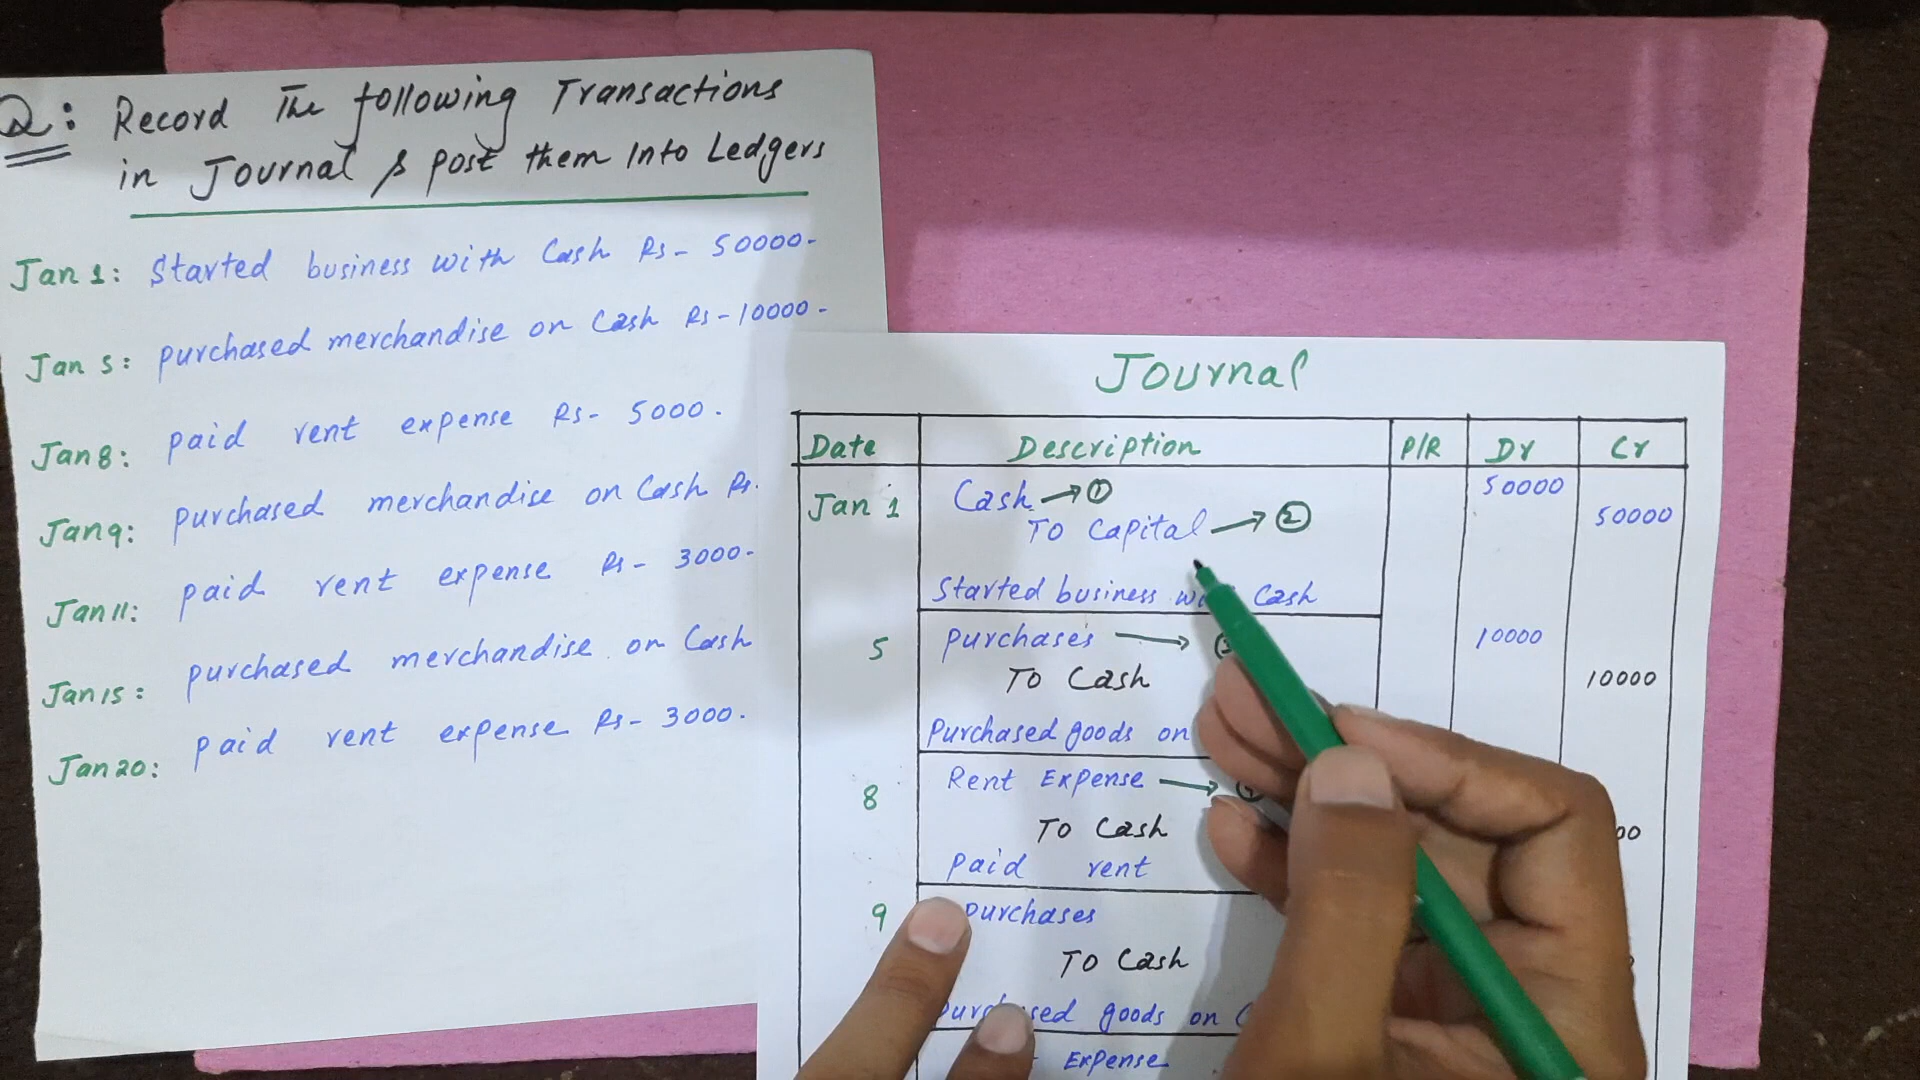 Q: Record The following Transactions
in Journal & post them Into Ledgers
Jan 1: Started business with Cash Rs- 50000-
Jan 5: purchased merchandise on Cash Rs-10000-
Jan 8: paid rent expense Rs- 5000.
Jan 9: purchased merchandise on Cash Rs.
Jan 11: paid rent expense Rs- 3000-
Jan 15: purchased merchandise on Cash
Jan 20: paid rent expense Rs- 3000.
Journal
Date Description P/R Dr Cr
Jan 1 Cash → 1 50000
To Capital → 2 50000
Started business Cash
5 purchases → 10000
To Cash 10000
Purchased goods on
8 Rent Expense →
To Cash
Paid rent
9 purchases
To Cash
goods on
Expense